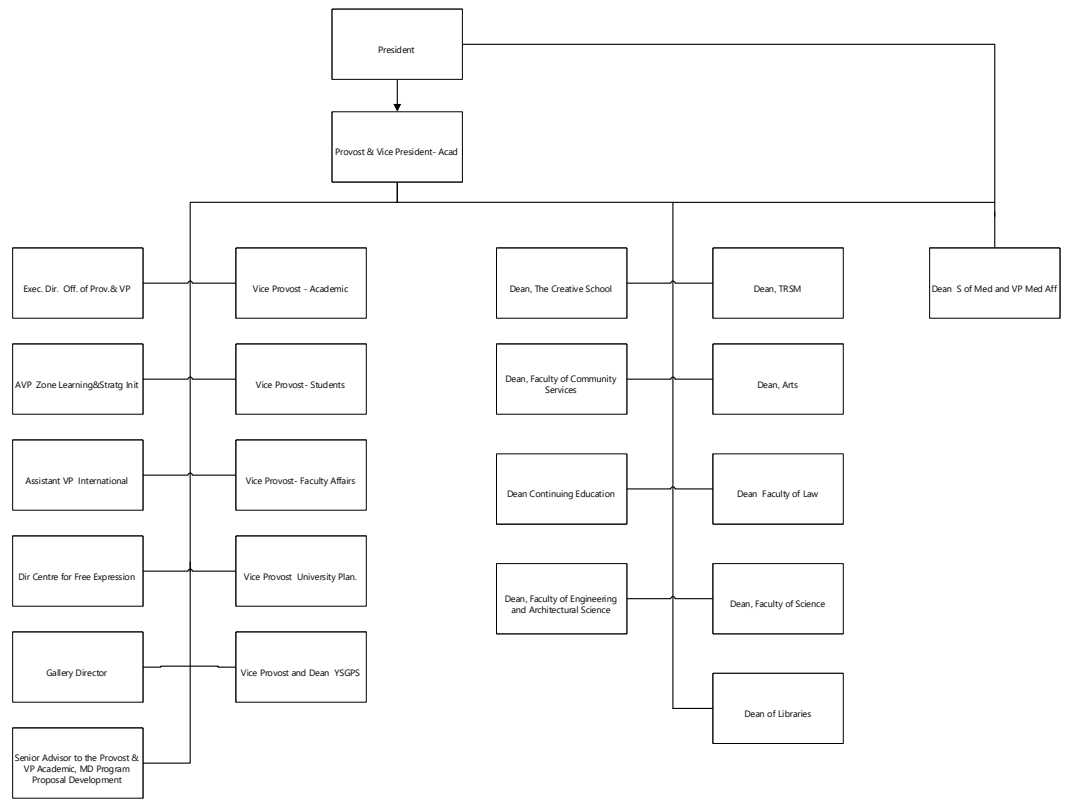 President
Provost & Vice President- Acad
Exec. Dir. Off. of Prov.& VP
Vice Provost - Academic
Dean, The Creative School
Dean, TRSM
Dean S of Med and VP Med Aff
AVP Zone Learning&Stratg Init
Vice Provost- Students
Dean, Faculty of Community
Services
Dean, Arts
Assistant VP International
Vice Provost- Faculty Affairs
Dean Continuing Education
Dean Faculty of Law
Dir Centre for Free Expression
Vice Provost University Plan.
Dean, Faculty of Engineering
and Architectural Science
Dean, Faculty of Science
Gallery Director
Vice Provost and Dean YSGPS
Dean of Libraries
Senior Advisor to the Provost &
VP Academic, MD Program
Proposal Development